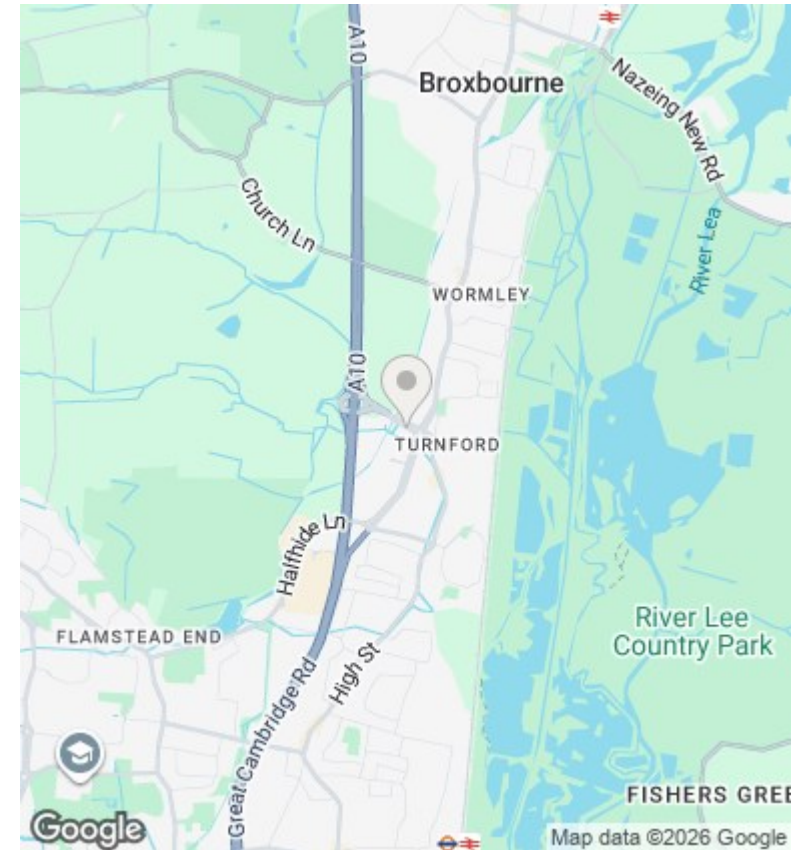 A10
Broxbourne
Nazeing New Rd
Church Ln
River Lea
WORMLEY
A10
TURNFORD
Halfhide Ln
FLAMSTEAD END
River Lee
Country Park
High St
Great Cambridge Rd
FISHERS GREE
Google
Map data ©2026 Google